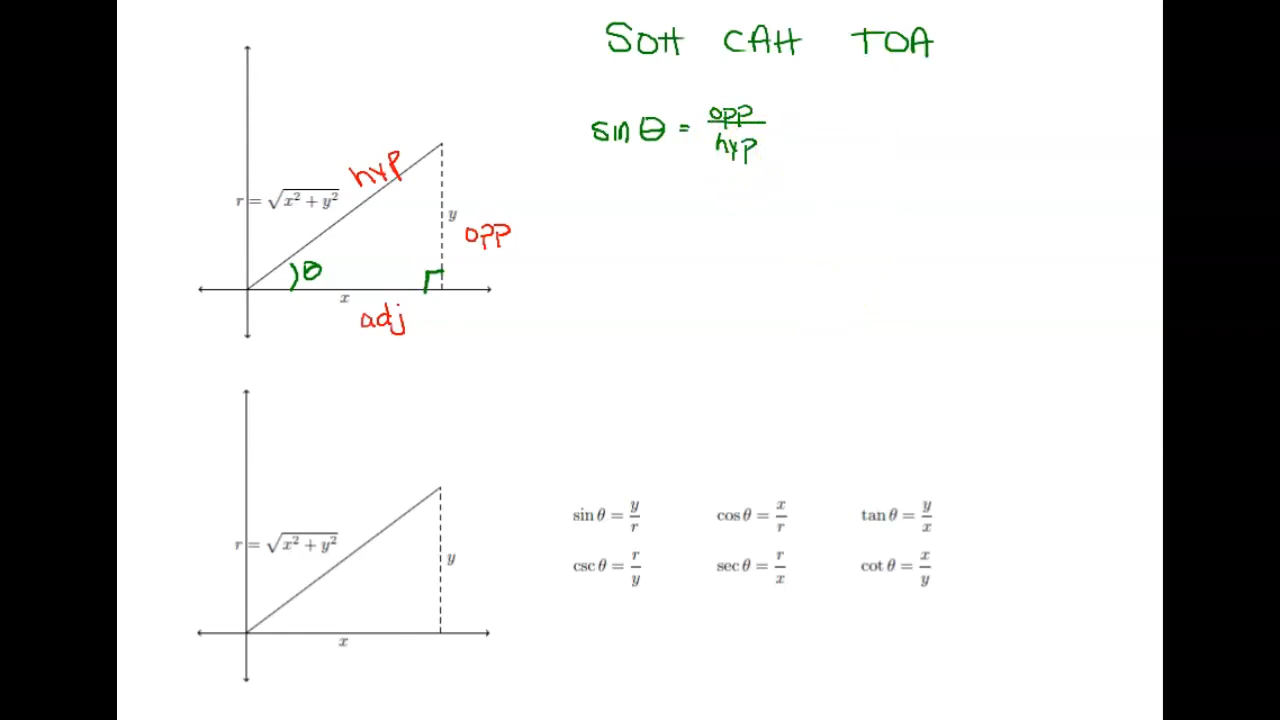 SOH CAH TOA
sin θ = opp/hyp
hyp
r = √(x² + y²)
y
opp
θ
x
adj
r = √(x² + y²)
y
x
sin θ = y/r cos θ = x/r tan θ = y/x
csc θ = r/y sec θ = r/x cot θ = x/y